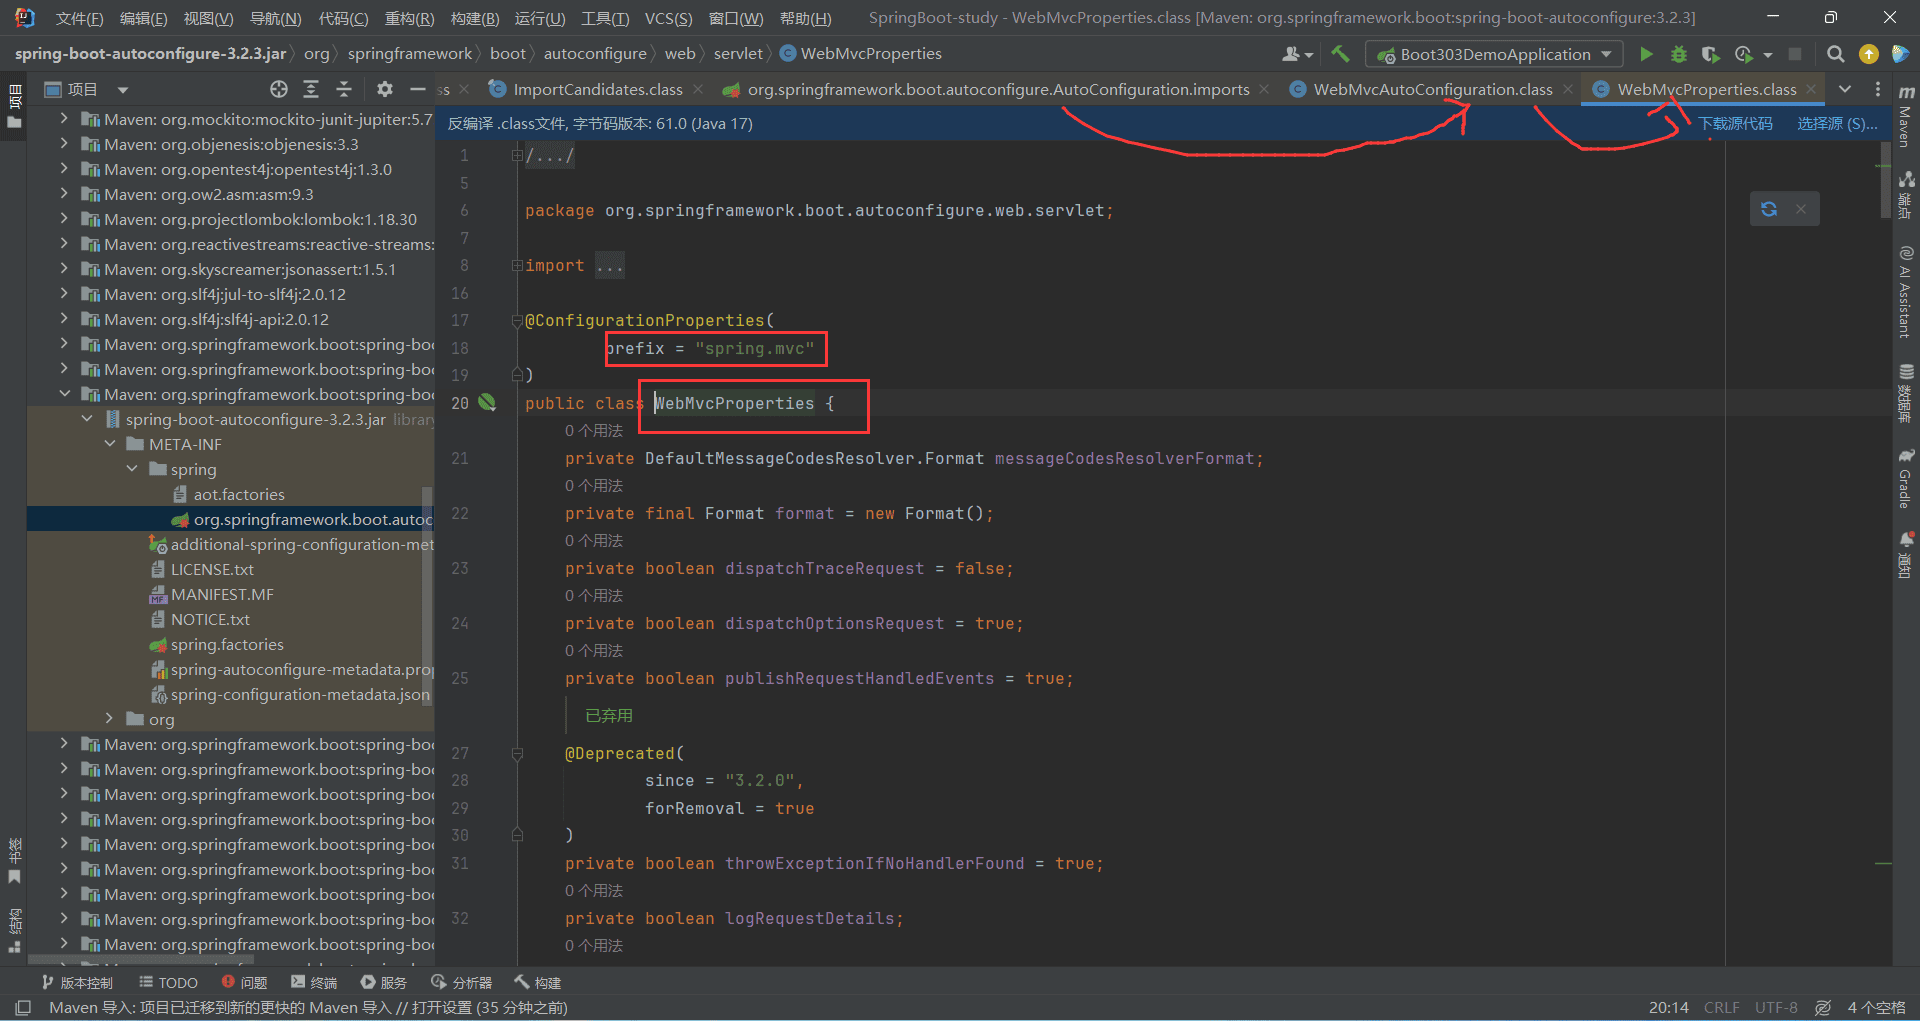 文件(F) 编辑(E) 视图(V) 导航(N) 代码(C) 重构(R) 构建(B) 运行(U) 工具(T) VCS(S) 窗口(W) 帮助(H) SpringBoot-study - WebMvcProperties.class [Maven: org.springframework.boot:spring-boot-autoconfigure:3.2.3]
spring-boot-autoconfigure-3.2.3.jar org springframework boot autoconfigure web servlet WebMvcProperties Boot303DemoApplication
项目 ss ImportCandidates.class org.springframework.boot.autoconfigure.AutoConfiguration.imports WebMvcAutoConfiguration.class WebMvcProperties.class
反编译 .class文件, 字节码版本: 61.0 (Java 17) 下载源代码 选择源 (S)...
项目
Maven: org.mockito:mockito-junit-jupiter:5.7
Maven: org.objenesis:objenesis:3.3
Maven: org.opentest4j:opentest4j:1.3.0
Maven: org.ow2.asm:asm:9.3
Maven: org.projectlombok:lombok:1.18.30
Maven: org.reactivestreams:reactive-streams:
Maven: org.skyscreamer:jsonassert:1.5.1
Maven: org.slf4j:jul-to-slf4j:2.0.12
Maven: org.slf4j:slf4j-api:2.0.12
Maven: org.springframework.boot:spring-boo
Maven: org.springframework.boot:spring-boo
Maven: org.springframework.boot:spring-boo
spring-boot-autoconfigure-3.2.3.jar library
META-INF
spring
aot.factories
org.springframework.boot.autoc
additional-spring-configuration-met
LICENSE.txt
MANIFEST.MF
NOTICE.txt
spring.factories
spring-autoconfigure-metadata.prop
spring-configuration-metadata.json
org
Maven: org.springframework.boot:spring-boo
Maven: org.springframework.boot:spring-boo
Maven: org.springframework.boot:spring-boo
Maven: org.springframework.boot:spring-boo
Maven: org.springframework.boot:spring-boo
Maven: org.springframework.boot:spring-boo
Maven: org.springframework.boot:spring-boo
Maven: org.springframework.boot:spring-boo
Maven: org.springframework.boot:spring-boo
书签
结构
1 /.../
5
6 package org.springframework.boot.autoconfigure.web.servlet;
7
8 import ...
16
17 @ConfigurationProperties(
18 prefix = "spring.mvc"
19 )
20 public class WebMvcProperties {
0 个用法
21 private DefaultMessageCodesResolver.Format messageCodesResolverFormat;
0 个用法
22 private final Format format = new Format();
0 个用法
23 private boolean dispatchTraceRequest = false;
0 个用法
24 private boolean dispatchOptionsRequest = true;
0 个用法
25 private boolean publishRequestHandledEvents = true;
已弃用
27 @Deprecated(
28 since = "3.2.0",
29 forRemoval = true
30 )
31 private boolean throwExceptionIfNoHandlerFound = true;
0 个用法
32 private boolean logRequestDetails;
0 个用法
Maven
端点
AI Assistant
数据库
Gradle
通知
版本控制 TODO 问题 终端 服务 分析器 构建
Maven 导入: 项目已迁移到新的更快的 Maven 导入 // 打开设置 (35 分钟之前) 20:14 CRLF UTF-8 4 个空格